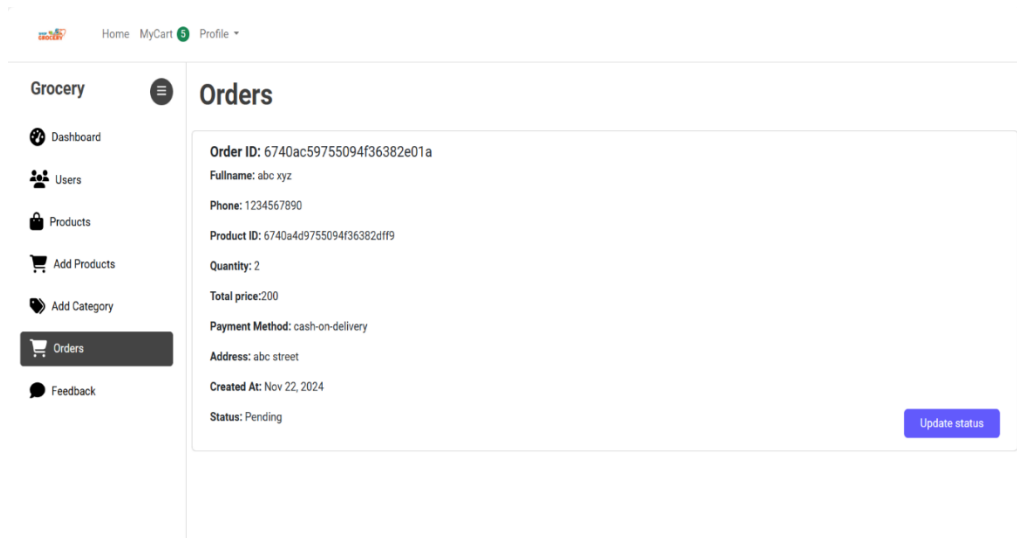 GROCERY
Home MyCart 5 Profile
Grocery
Dashboard
Users
Products
Add Products
Add Category
Orders
Feedback
Orders
Order ID: 6740ac59755094f36382e01a
Fullname: abc xyz
Phone: 1234567890
Product ID: 6740a4d9755094f36382dff9
Quantity: 2
Total price:200
Payment Method: cash-on-delivery
Address: abc street
Created At: Nov 22, 2024
Status: Pending
Update status